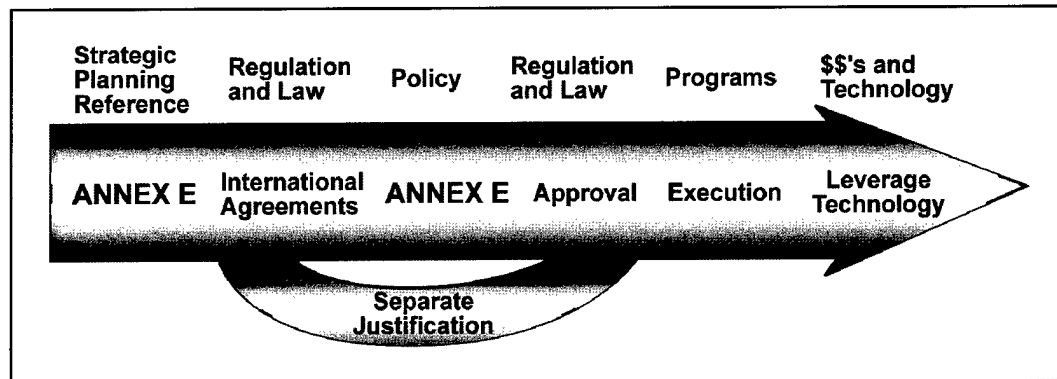 Strategic
Planning
Reference
Regulation
and Law
Policy
Regulation
and Law
Programs
$$'s and
Technology
ANNEX E
International
Agreements
ANNEX E
Approval
Execution
Leverage
Technology
Separate
Justification